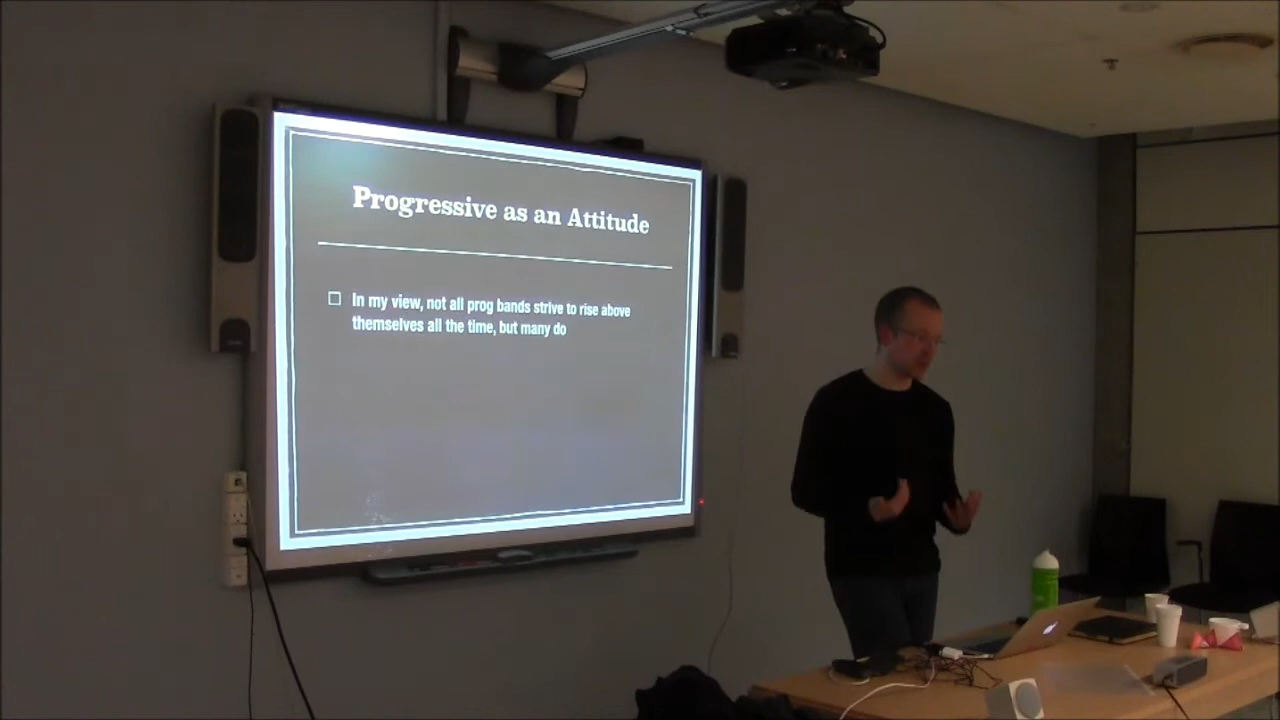 Progressive as an Attitude
In my view, not all prog bands strive to rise above
themselves all the time, but many do